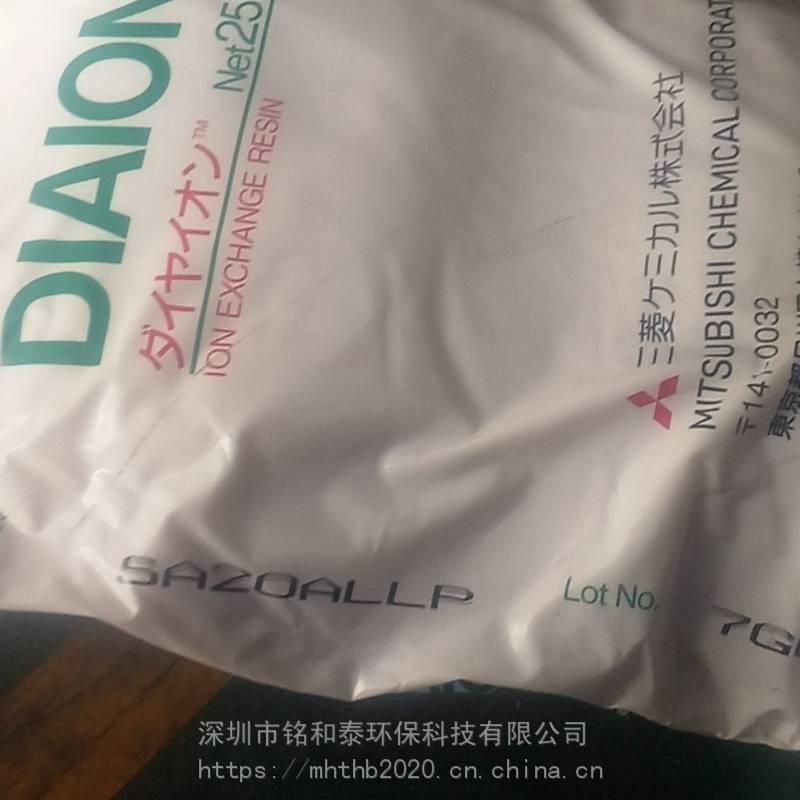 DIAION
ダイヤイオン™ Net25
ION EXCHANGE RESIN
三菱ケミカル株式会社
MITSUBISHI CHEMICAL CORPORAT
-0032
SA20ALLP
Lot No.
深圳市铭和泰环保科技有限公司
https://mhthb2020.cn.china.cn